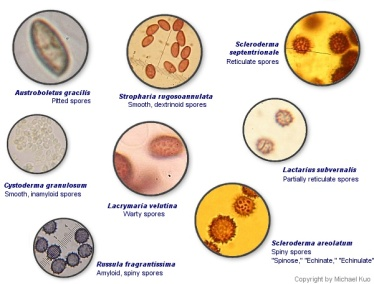 Austroboletus gracilis
Pitted spores
Stropharia rugosoannulata
Smooth, dextrinoid spores
Scleroderma
septentrionale
Reticulate spores
Cystoderma granulosum
Smooth, inamyloid spores
Lacrymaria velutina
Warty spores
Lactarius subvernalis
Partially reticulate spores
Russula fragrantissima
Amyloid, spiny spores
Scleroderma areolatum
Spiny spores
"Spinose," "Echinate," "Echinulate"
Copyright by Michael Kuo